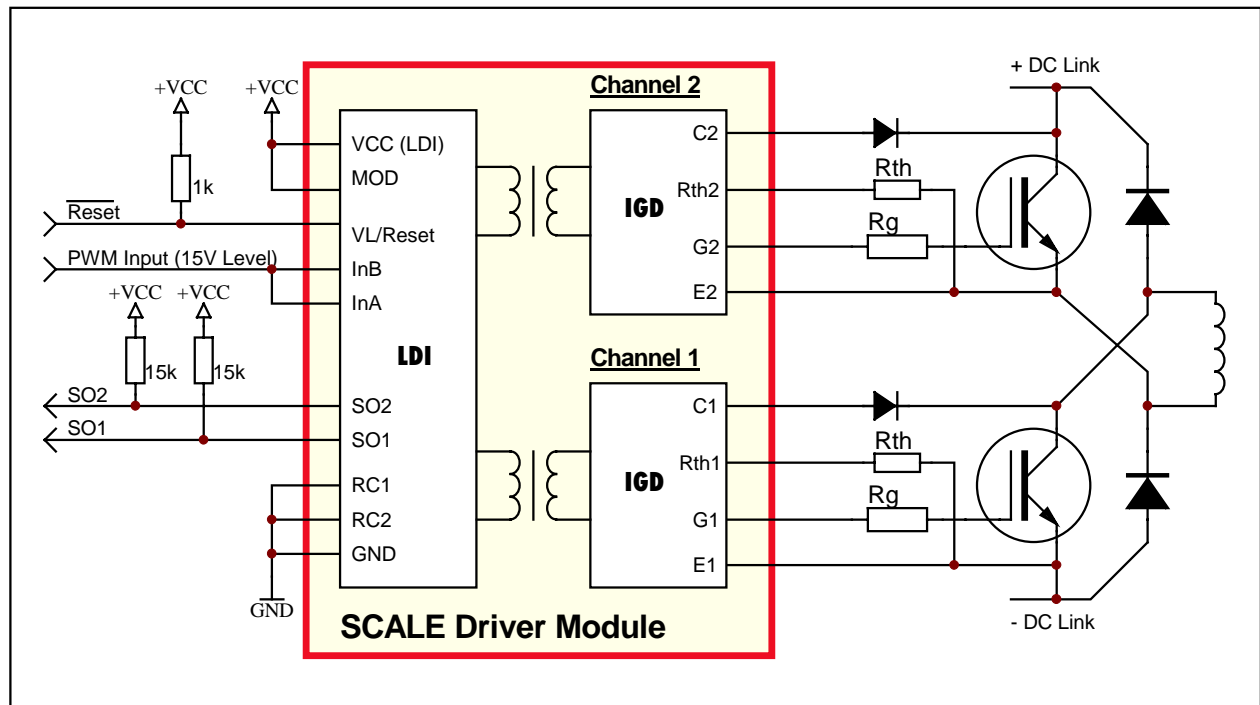 +VCC
+VCC
1k
Reset
PWM Input (15V Level)
+VCC
+VCC
15k
15k
SO2
SO1
GND
VCC (LDI)
MOD
VL/Reset
InB
InA
LDI
SO2
SO1
RC1
RC2
GND
SCALE Driver Module
Channel 2
IGD
C2
Rth2
G2
E2
Channel 1
IGD
C1
Rth1
G1
E1
Rth
Rg
Rth
Rg
+ DC Link
- DC Link